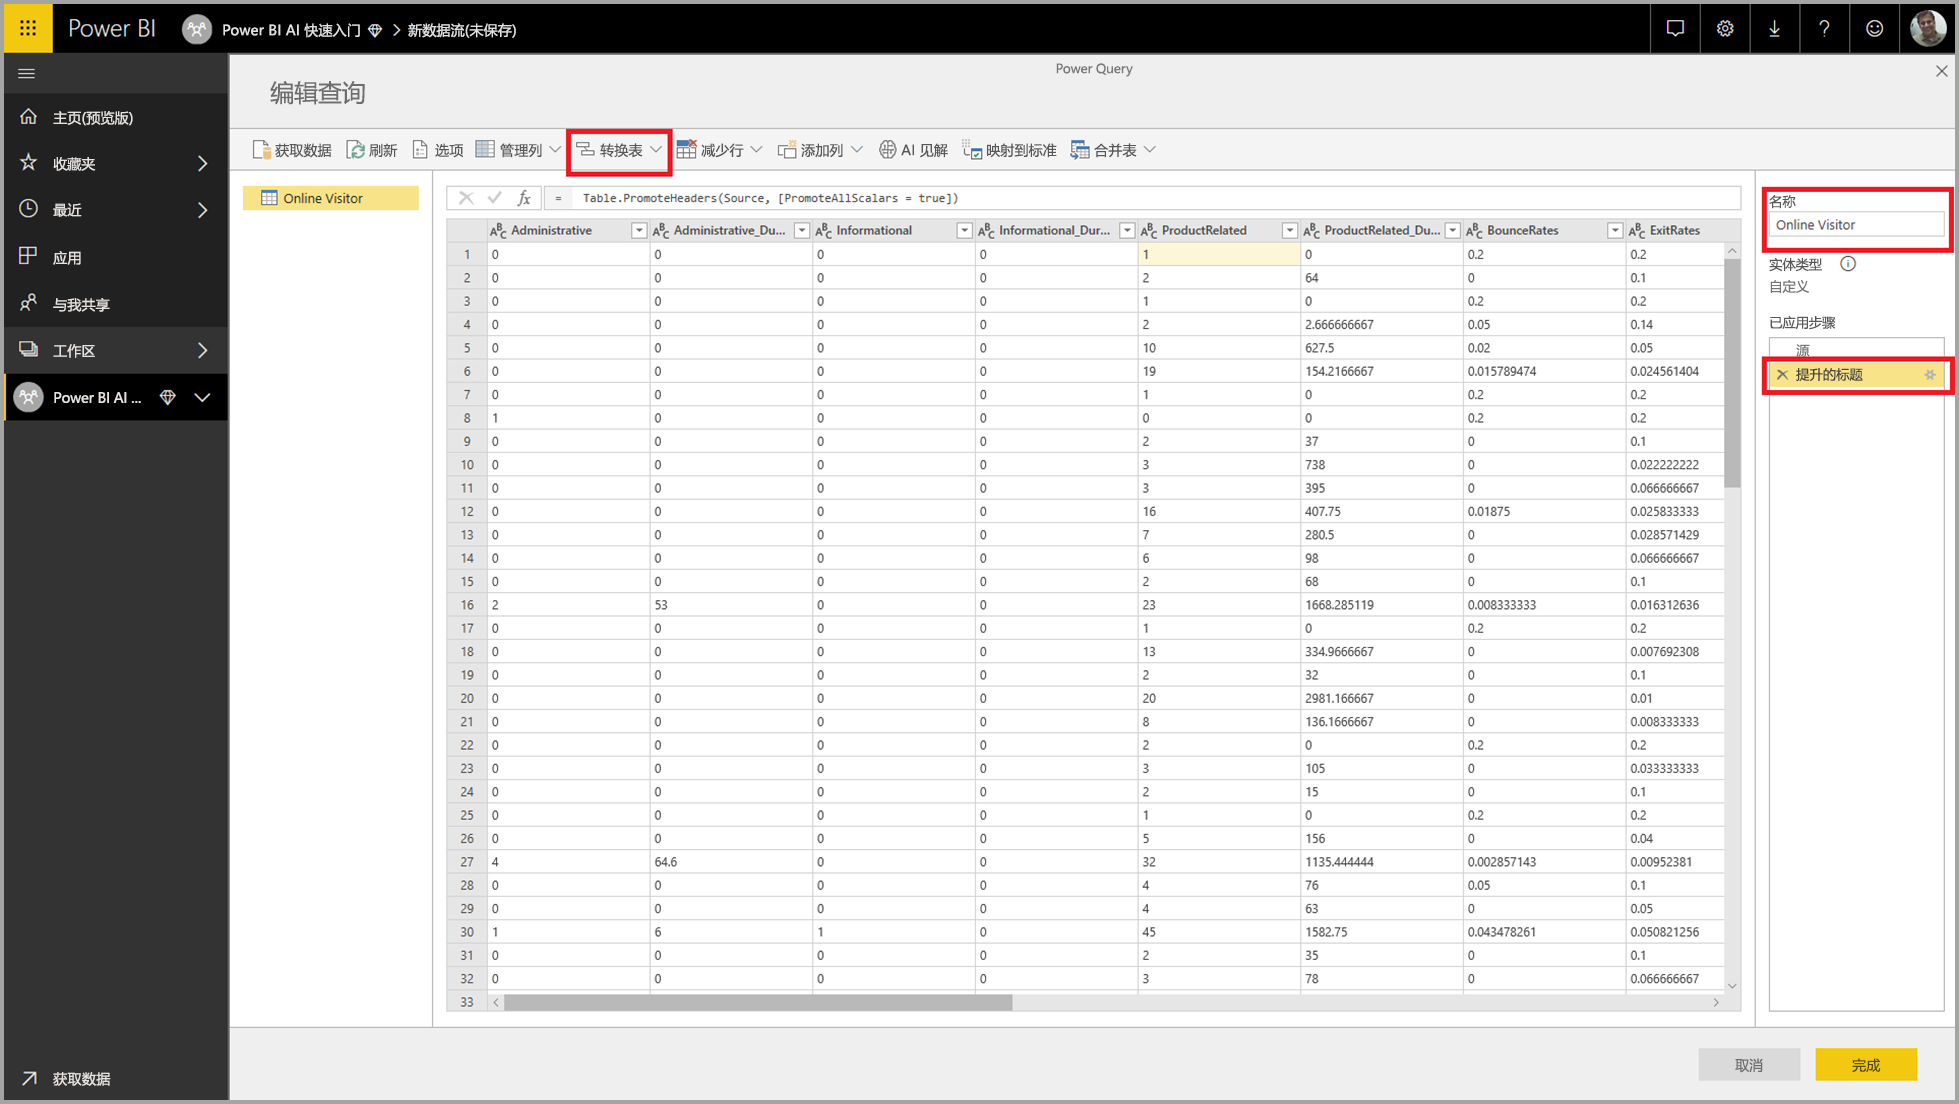 Power BI Power BI AI 快速入门 > 新数据流(未保存)
Power Query
编辑查询
主页(预览版)
收藏夹
最近
应用
与我共享
工作区
Power BI AI ...
获取数据
获取数据 刷新 选项 管理列 转换表 减少行 添加列 AI 见解 映射到标准 合并表
Online Visitor
fx = Table.PromoteHeaders(Source, [PromoteAllScalars = true])
Administrative Administrative_Du... Informational Informational_Dur... ProductRelated ProductRelated_Du... BounceRates ExitRates
1 0 0 0 0 1 0 0.2 0.2
2 0 0 0 0 2 64 0 0.1
3 0 0 0 0 1 0 0.2 0.2
4 0 0 0 0 2 2.666666667 0.05 0.14
5 0 0 0 0 10 627.5 0.02 0.05
6 0 0 0 0 19 154.2166667 0.015789474 0.024561404
7 0 0 0 0 1 0 0.2 0.2
8 1 0 0 0 0 0 0.2 0.2
9 0 0 0 0 2 37 0 0.1
10 0 0 0 0 3 738 0 0.022222222
11 0 0 0 0 3 395 0 0.066666667
12 0 0 0 0 16 407.75 0.01875 0.025833333
13 0 0 0 0 7 280.5 0 0.028571429
14 0 0 0 0 6 98 0 0.066666667
15 0 0 0 0 2 68 0 0.1
16 2 53 0 0 23 1668.285119 0.008333333 0.016312636
17 0 0 0 0 1 0 0.2 0.2
18 0 0 0 0 13 334.9666667 0 0.007692308
19 0 0 0 0 2 32 0 0.1
20 0 0 0 0 20 2981.166667 0 0.01
21 0 0 0 0 8 136.1666667 0 0.008333333
22 0 0 0 0 2 0 0.2 0.2
23 0 0 0 0 3 105 0 0.033333333
24 0 0 0 0 2 15 0 0.1
25 0 0 0 0 1 0 0.2 0.2
26 0 0 0 0 5 156 0 0.04
27 4 64.6 0 0 32 1135.444444 0.002857143 0.00952381
28 0 0 0 0 4 76 0.05 0.1
29 0 0 0 0 4 63 0 0.05
30 1 6 1 0 45 1582.75 0.043478261 0.050821256
31 0 0 0 0 2 35 0 0.1
32 0 0 0 0 3 78 0 0.066666667
33
名称
Online Visitor
实体类型
自定义
已应用步骤
源
提升的标题
取消 完成